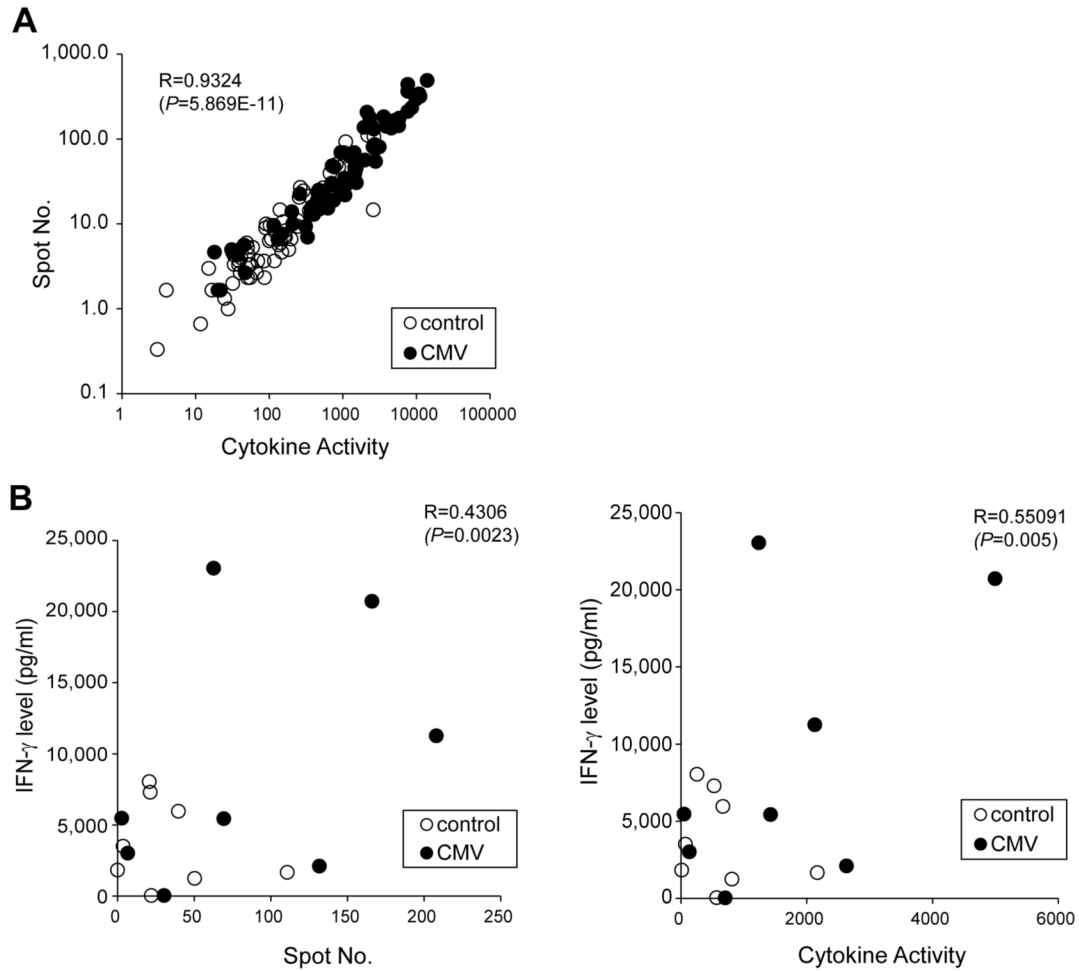 A
1,000.0
100.0
10.0
1.0
0.1
Spot No.
R=0.9324
(P=5.869E-11)
control
CMV
1 10 100 1000 10000 100000
Cytokine Activity
B
25,000
20,000
15,000
10,000
5,000
0
IFN-γ level (pg/ml)
R=0.4306
(P=0.0023)
control
CMV
0 50 100 150 200 250
Spot No.
25,000
20,000
15,000
10,000
5,000
0
IFN-γ level (pg/ml)
R=0.55091
(P=0.005)
control
CMV
0 2000 4000 6000
Cytokine Activity